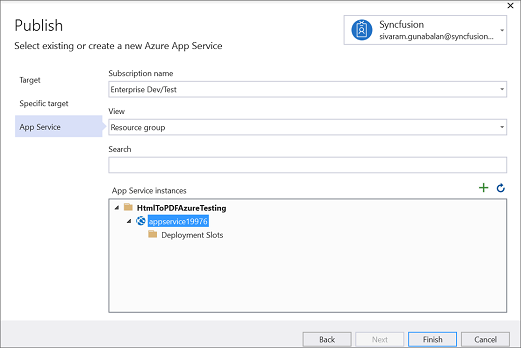 Publish
Select existing or create a new Azure App Service
Syncfusion
sivaram.gunabalan@syncfusion...
Target
Specific target
App Service
Subscription name
Enterprise Dev/Test
View
Resource group
Search
App Service instances
HtmlToPDFAzureTesting
appservice19976
Deployment Slots
Back
Next
Finish
Cancel